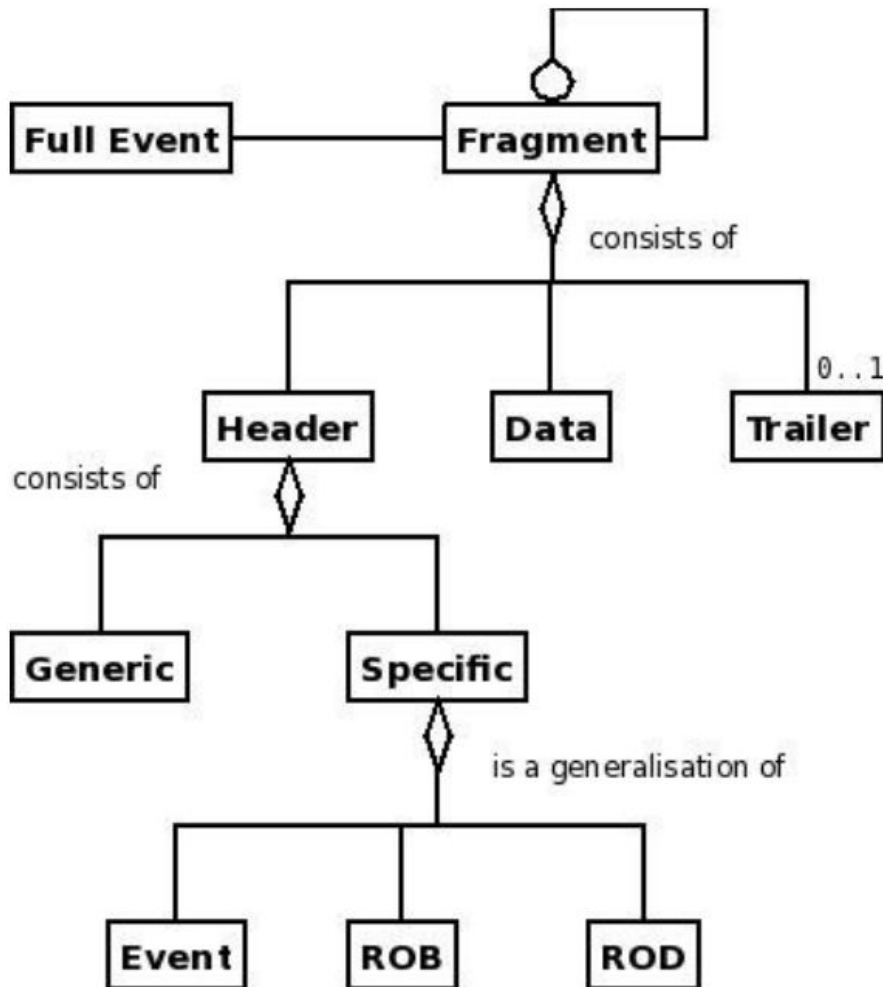 Full Event
Fragment
consists of
0..1
Header
Data
Trailer
consists of
Generic
Specific
is a generalisation of
Event
ROB
ROD